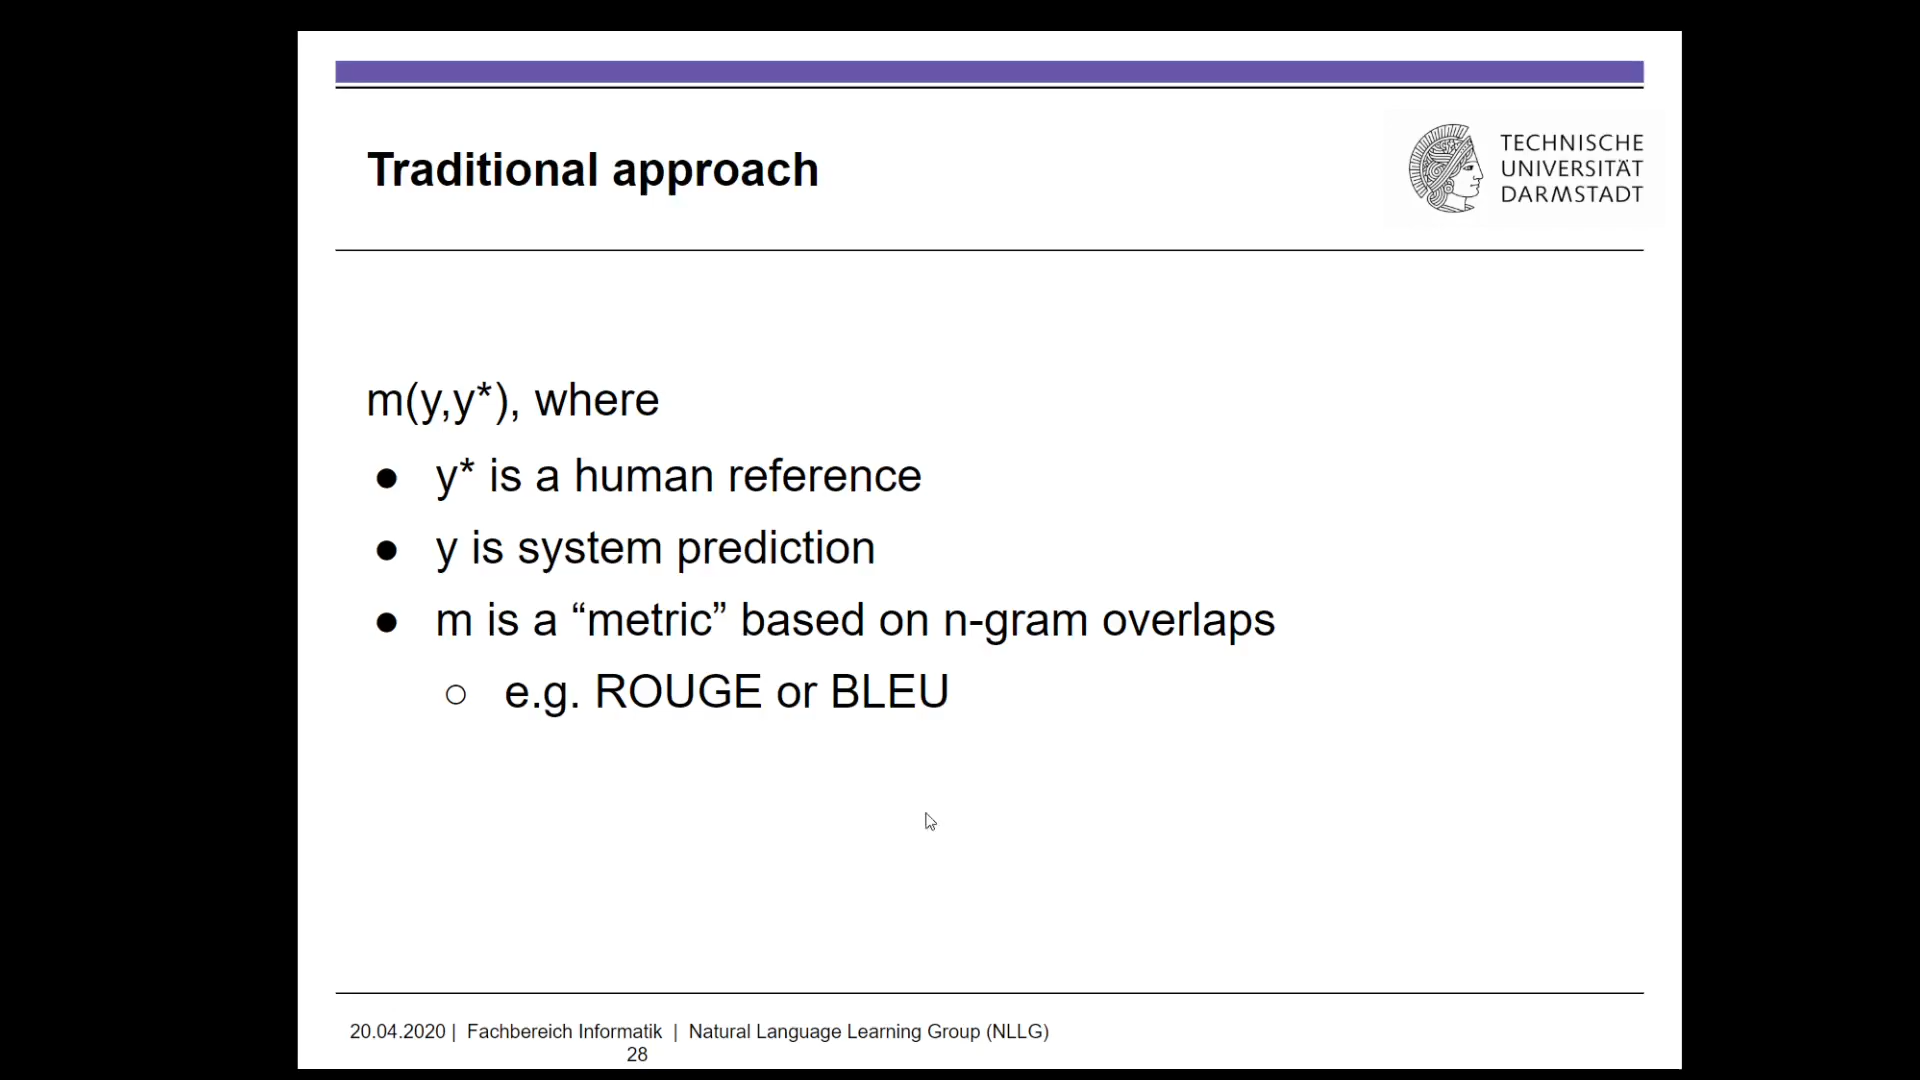 Traditional approach
TECHNISCHE
UNIVERSITÄT
DARMSTADT
m(y,y*), where
● y* is a human reference
● y is system prediction
● m is a “metric” based on n-gram overlaps
○ e.g. ROUGE or BLEU
20.04.2020 | Fachbereich Informatik | Natural Language Learning Group (NLLG)
28